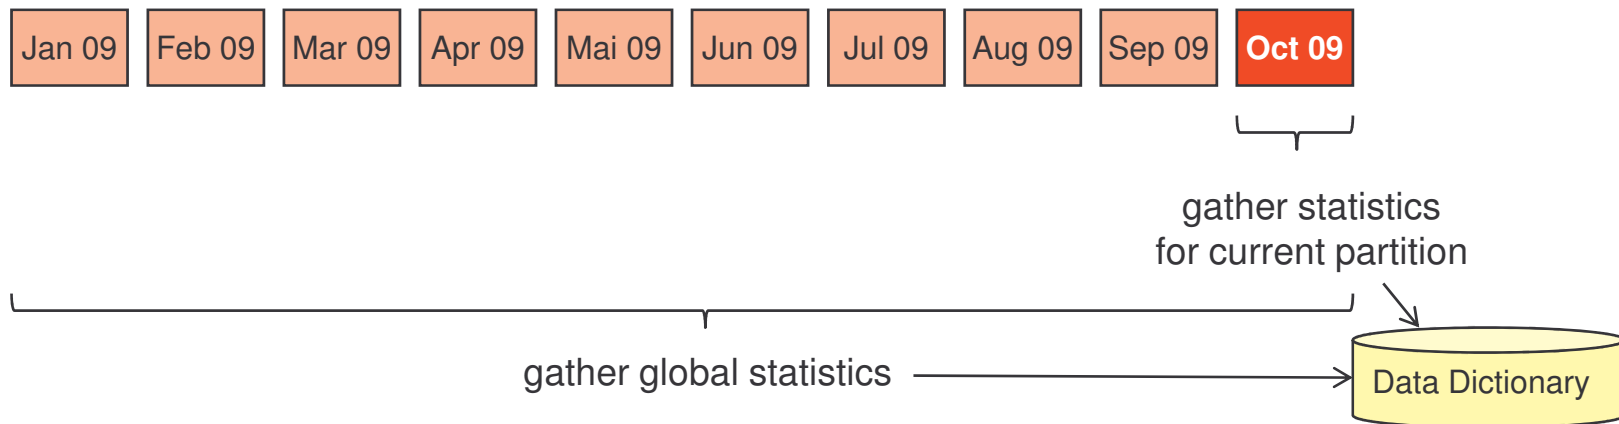 Jan 09
Feb 09
Mar 09
Apr 09
Mai 09
Jun 09
Jul 09
Aug 09
Sep 09
Oct 09
gather statistics
for current partition
gather global statistics
Data Dictionary